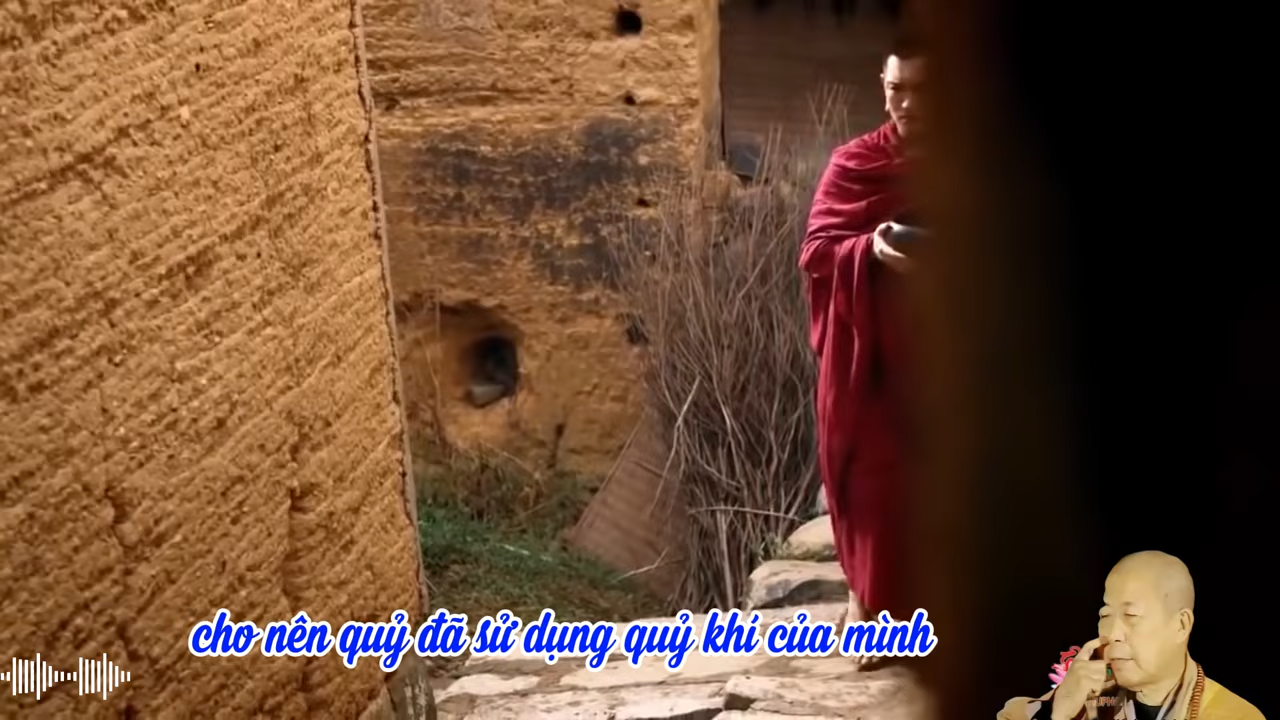 cho nên quỷ đã sử dụng quỷ khí của mình